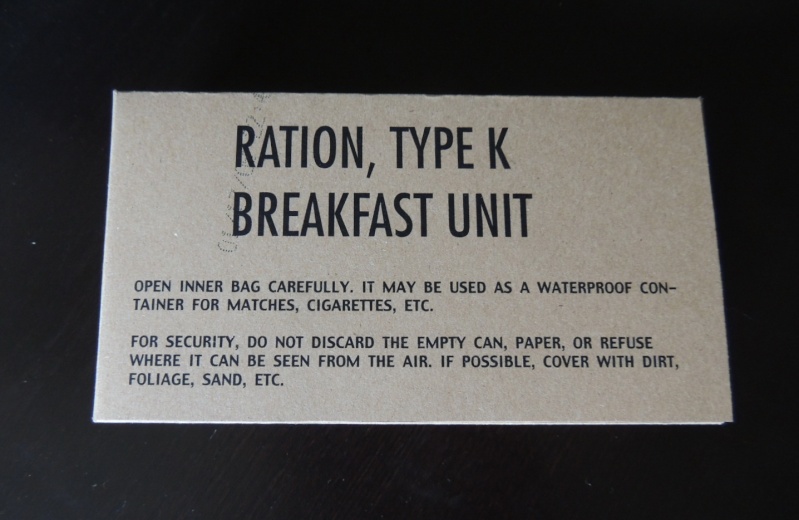 RATION, TYPE K
BREAKFAST UNIT
OPEN INNER BAG CAREFULLY. IT MAY BE USED AS A WATERPROOF CON-
TAINER FOR MATCHES, CIGARETTES, ETC.
FOR SECURITY, DO NOT DISCARD THE EMPTY CAN, PAPER, OR REFUSE
WHERE IT CAN BE SEEN FROM THE AIR. IF POSSIBLE, COVER WITH DIRT,
FOLIAGE, SAND, ETC.